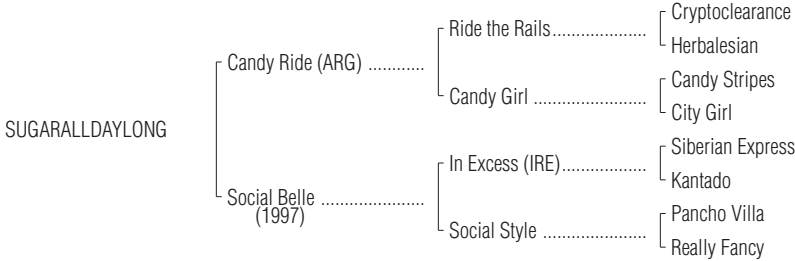 SUGARALLDAYLONG
Candy Ride (ARG) ............
Social Belle ......................
(1997)
Ride the Rails....................
Candy Girl ........................
In Excess (IRE)..................
Social Style ......................
Cryptoclearance
Herbalesian
Candy Stripes
City Girl
Siberian Express
Kantado
Pancho Villa
Really Fancy